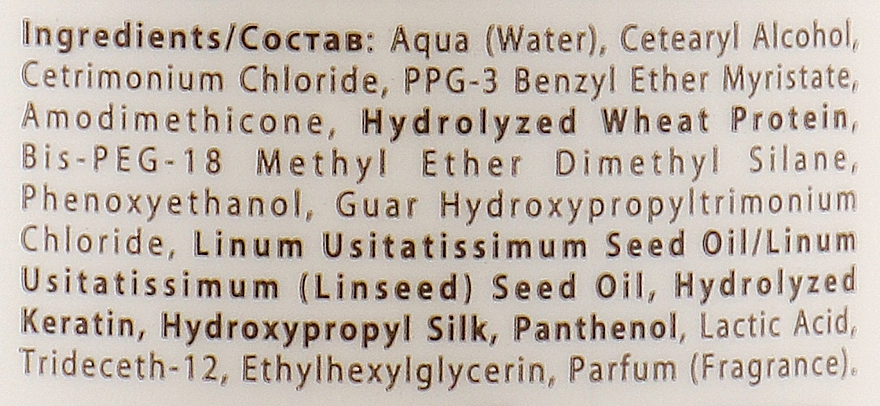 Ingredients/Состав: Aqua (Water), Cetearyl Alcohol,
Cetrimonium Chloride, PPG-3 Benzyl Ether Myristate,
Amodimethicone, Hydrolyzed Wheat Protein,
Bis-PEG-18 Methyl Ether Dimethyl Silane,
Phenoxyethanol, Guar Hydroxypropyltrimonium
Chloride, Linum Usitatissimum Seed Oil/Linum
Usitatissimum (Linseed) Seed Oil, Hydrolyzed
Keratin, Hydroxypropyl Silk, Panthenol, Lactic Acid,
Trideceth-12, Ethylhexylglycerin, Parfum (Fragrance).